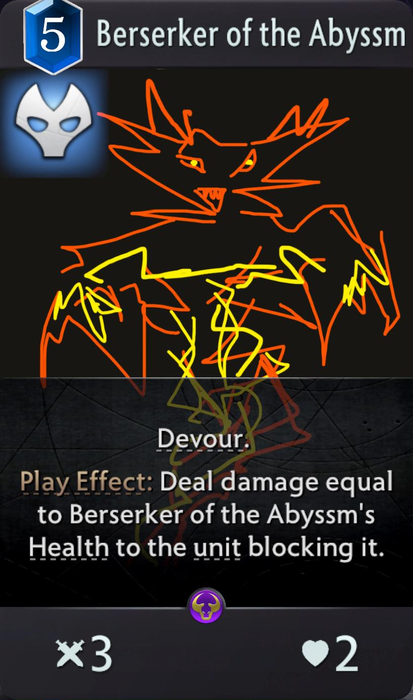 5 Berserker of the Abyssm
Devour.
Play Effect: Deal damage equal
to Berserker of the Abyssm's
Health to the unit blocking it.
3 2